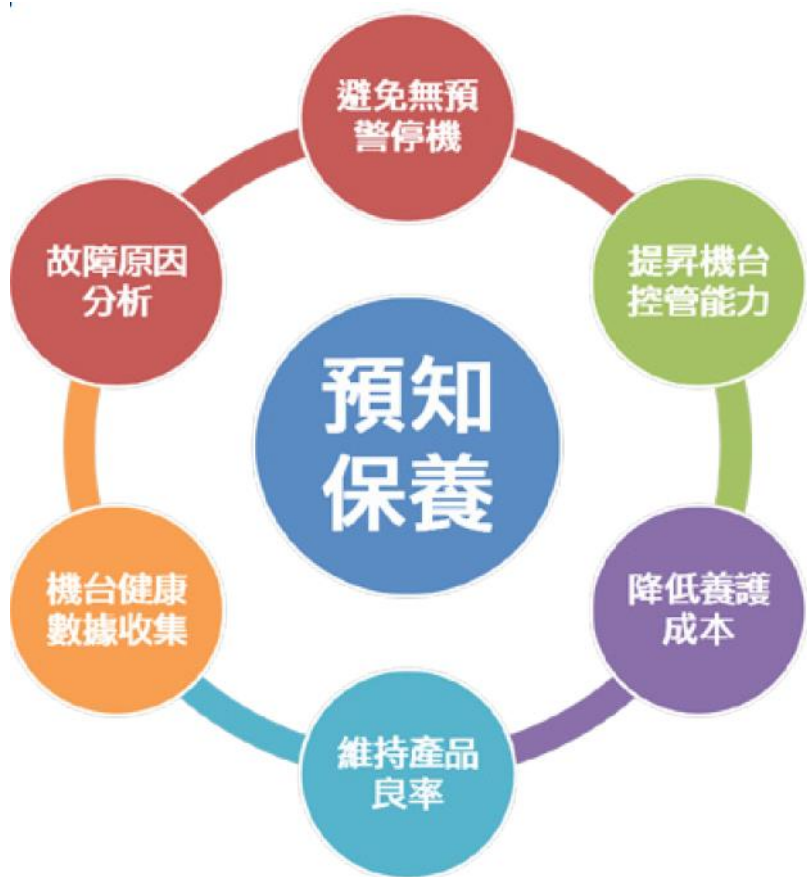 避免無預
警停機
提昇機台
控管能力
降低養護
成本
維持產品
良率
機台健康
數據收集
故障原因
分析
預知
保養